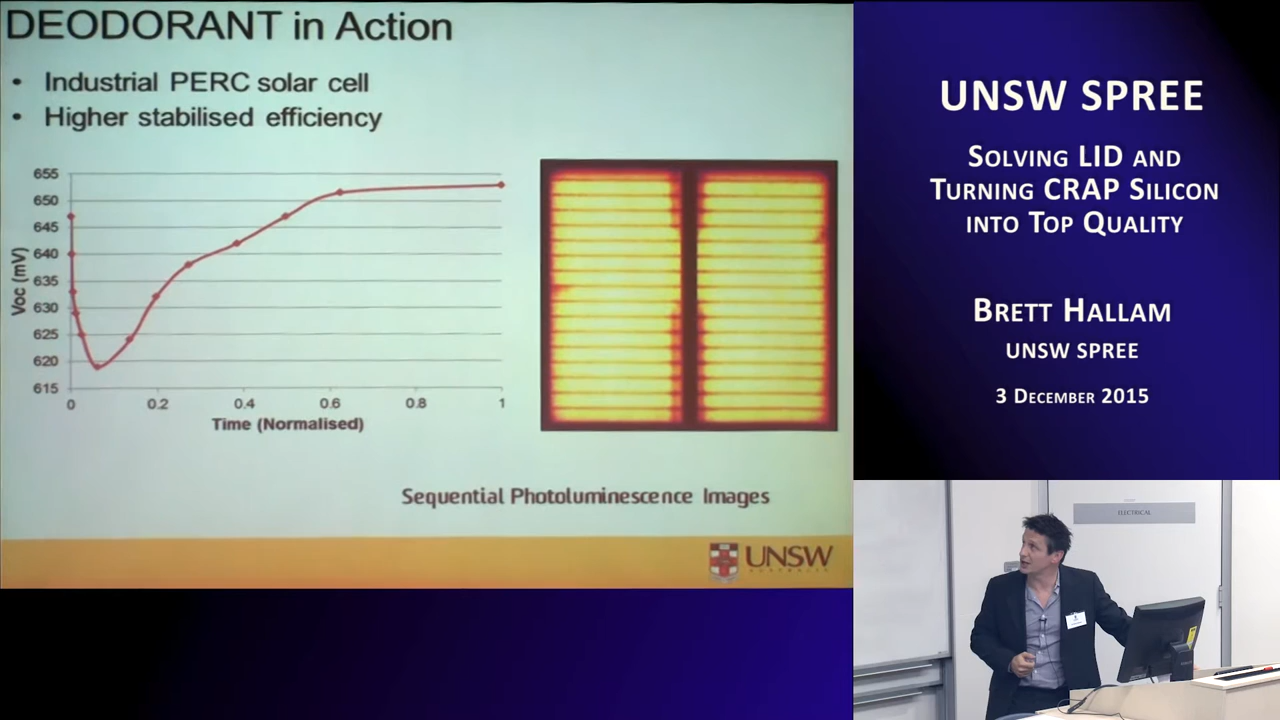 DEODORANT in Action
• Industrial PERC solar cell
• Higher stabilised efficiency
655
650
645
640
635
630
625
620
615
Voc (mV)
0
0.2
0.4
0.6
0.8
1
Time (Normalised)
Sequential Photoluminescence Images
UNSW
AUSTRALIA
UNSW SPREE
Solving LID and
Turning CRAP Silicon
into Top Quality
Brett Hallam
UNSW SPREE
3 December 2015
ELECTRICAL